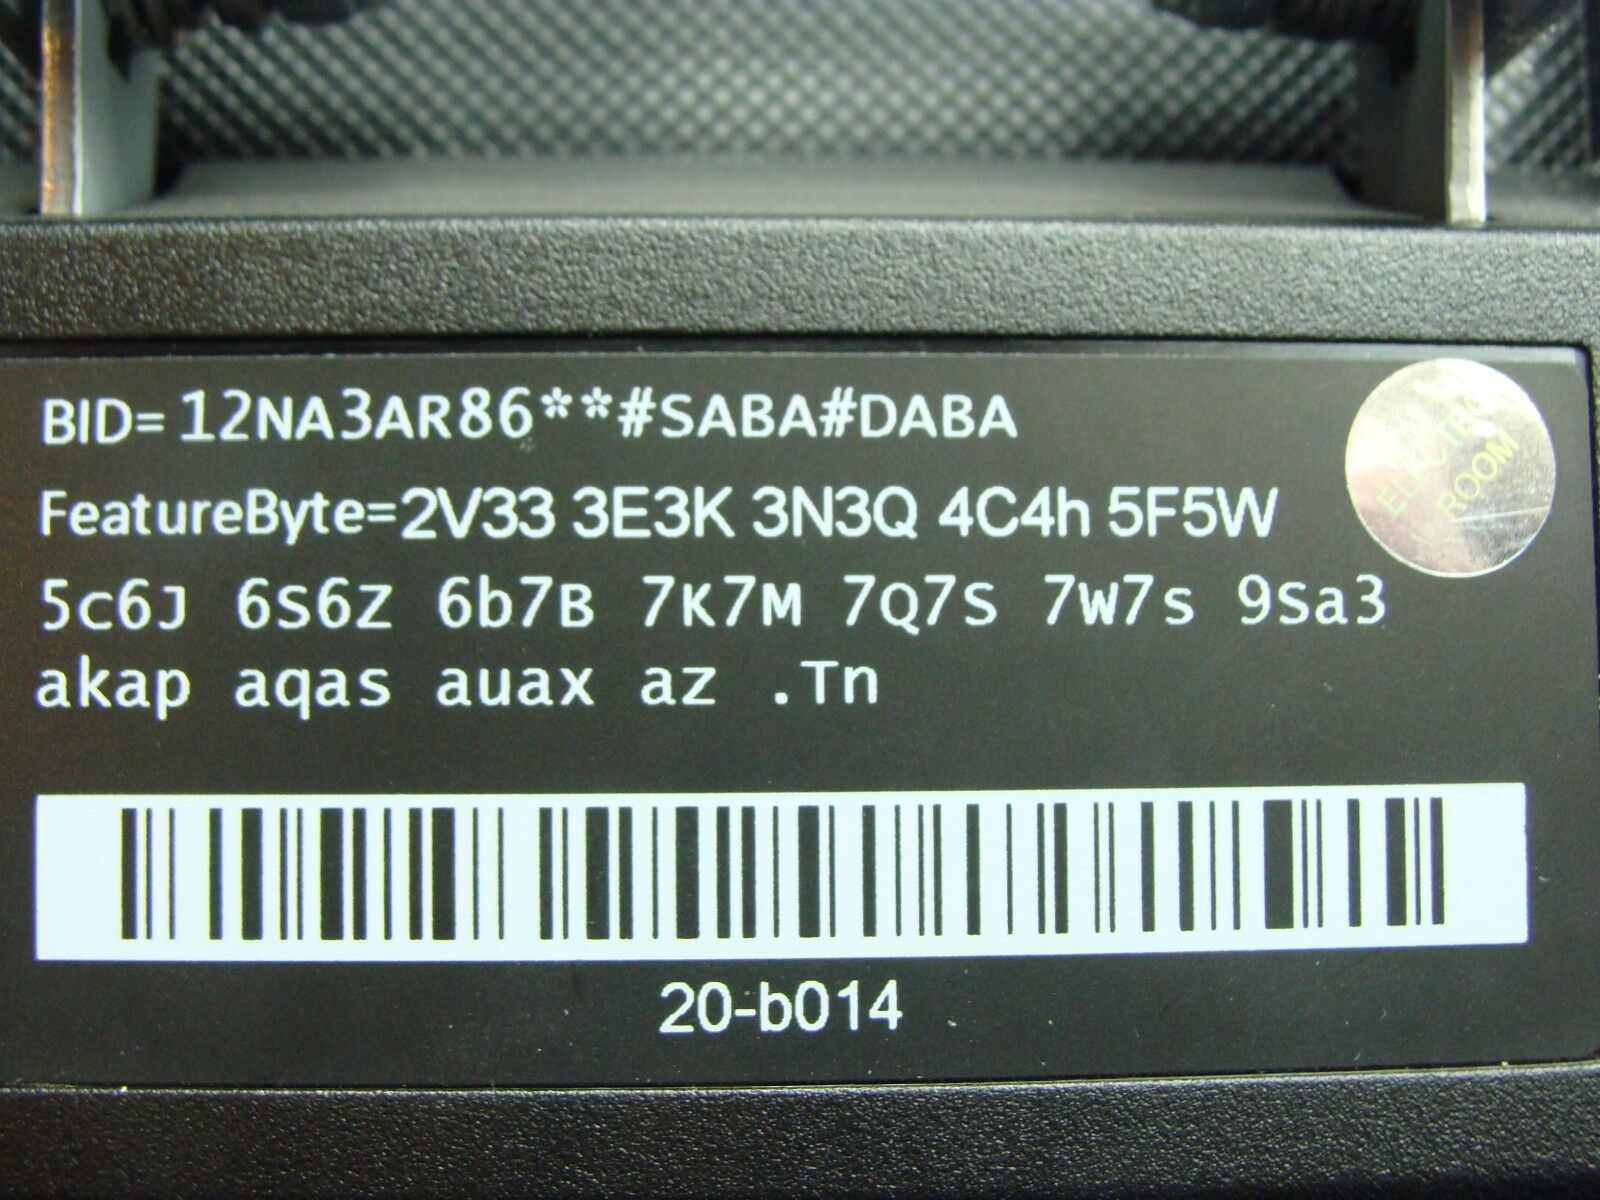 BID= 12NA3AR86**#SABA#DABA
FeatureByte=2V33 3E3K 3N3Q 4C4h 5F5W
5c6J 6S6Z 6b7B 7K7M 7Q7S 7W7s 9Sa3
akap aqas auax az .Tn
20-b014
ROOM